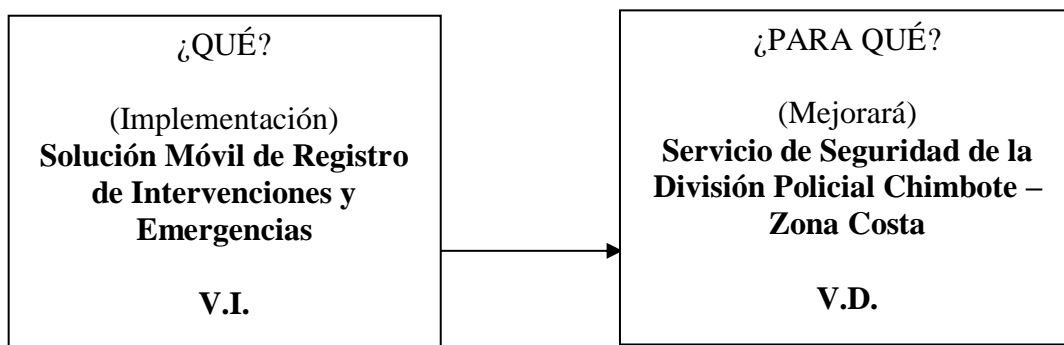 ¿QUÉ?
(Implementación)
Solución Móvil de Registro
de Intervenciones y
Emergencias
V.I.
¿PARA QUÉ?
(Mejorará)
Servicio de Seguridad de la
División Policial Chimbote –
Zona Costa
V.D.